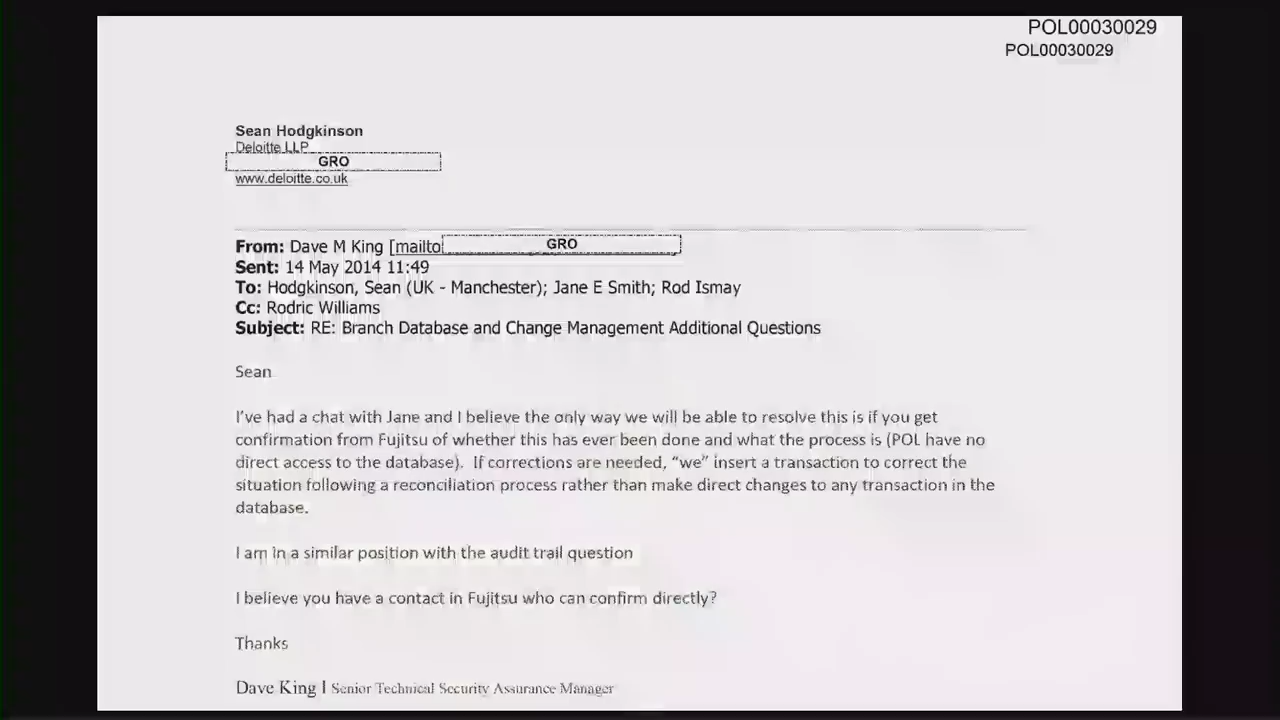 POL00030029
POL00030029
Sean Hodgkinson
Deloitte LLP
GRO
www.deloitte.co.uk
From: Dave M King [mailto GRO
Sent: 14 May 2014 11:49
To: Hodgkinson, Sean (UK - Manchester); Jane E Smith; Rod Ismay
Cc: Rodric Williams
Subject: RE: Branch Database and Change Management Additional Questions
Sean
I've had a chat with Jane and I believe the only way we will be able to resolve this is if you get
confirmation from Fujitsu of whether this has ever been done and what the process is (POL have no
direct access to the database). If corrections are needed, “we” insert a transaction to correct the
situation following a reconciliation process rather than make direct changes to any transaction in the
database.
I am in a similar position with the audit trail question
I believe you have a contact in Fujitsu who can confirm directly?
Thanks
Dave King I Senior Technical Security Assurance Manager